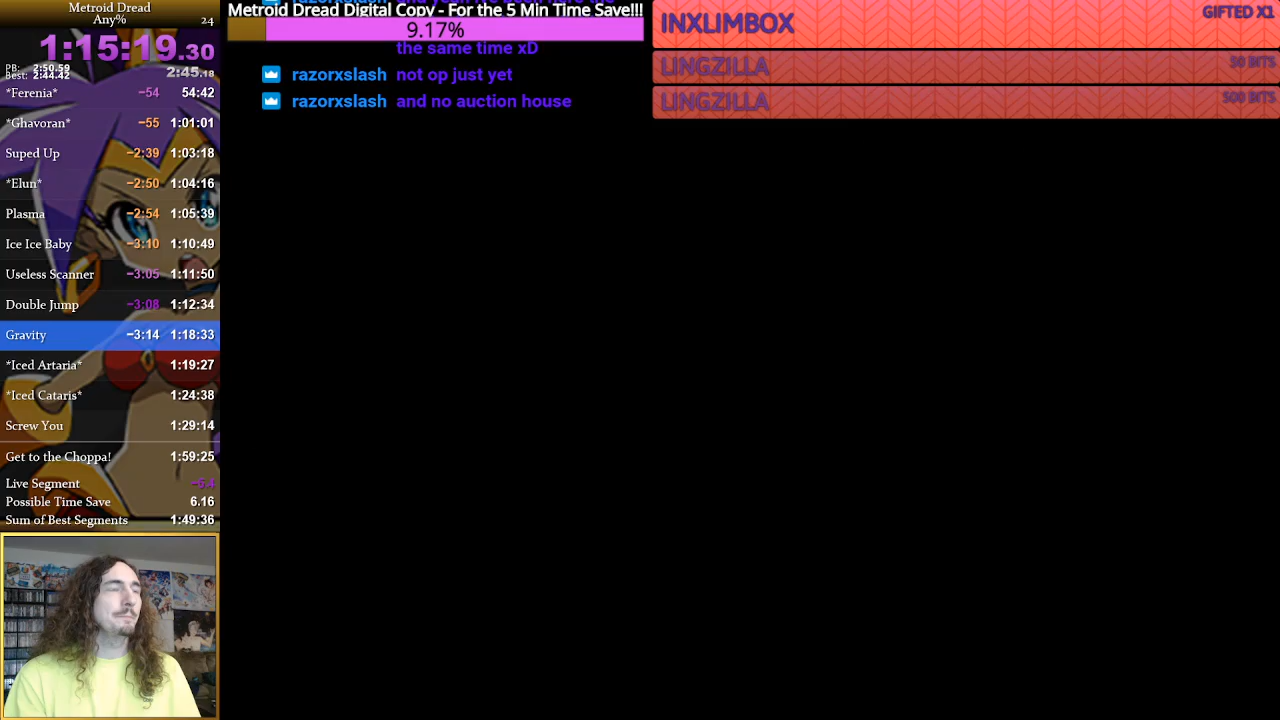 Metroid Dread
Any%
24
1:15:19.30
PB: 2:50.59
Best: 2:44.42
2:45.18
*Ferenia* −54 54:42
*Ghavoran* −55 1:01:01
Suped Up −2:39 1:03:18
*Elun* −2:50 1:04:16
Plasma −2:54 1:05:39
Ice Ice Baby −3:10 1:10:49
Useless Scanner −3:05 1:11:50
Double Jump −3:08 1:12:34
Gravity −3:14 1:18:33
*Iced Artaria* 1:19:27
*Iced Cataris* 1:24:38
Screw You 1:29:14
Get to the Choppa! 1:59:25
Live Segment −5.4
Possible Time Save 6.16
Sum of Best Segments 1:49:36
Metroid Dread Digital Copy - For the 5 Min Time Save!!!
9.17%
the same time xD
razorxslash not op just yet
razorxslash and no auction house
INXLIMBOX GIFTED X1
LINGZILLA 50 BITS
LINGZILLA 500 BITS